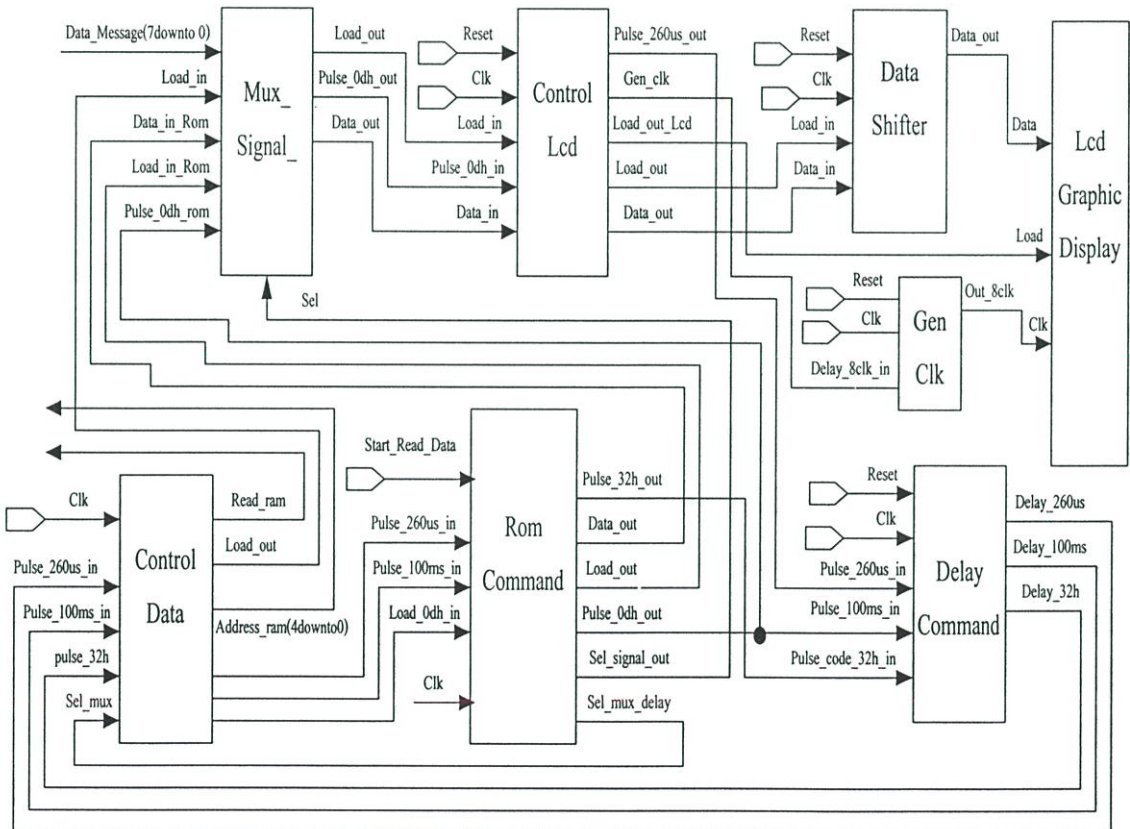 Data_Message(7downto 0)
Load_in
Data_in_Rom
Load_in_Rom
Pulse_0dh_rom
Mux_
Signal_
Load_out
Pulse_0dh_out
Data_out
Sel
Reset
Clk
Load_in
Pulse_0dh_in
Data_in
Control
Lcd
Pulse_260us_out
Gen_clk
Load_out_Lcd
Load_out
Data_out
Reset
Clk
Load_in
Data_in
Data
Shifter
Data_out
Data
Load
Clk
Lcd
Graphic
Display
Reset
Clk
Delay_8clk_in
Gen
Clk
Out_8clk
Clk
Pulse_260us_in
Pulse_100ms_in
pulse_32h
Sel_mux
Control
Data
Read_ram
Load_out
Address_ram(4downto0)
Start_Read_Data
Pulse_260us_in
Pulse_100ms_in
Load_0dh_in
Clk
Rom
Command
Pulse_32h_out
Data_out
Load_out
Pulse_0dh_out
Sel_signal_out
Sel_mux_delay
Reset
Clk
Pulse_260us_in
Pulse_100ms_in
Pulse_code_32h_in
Delay
Command
Delay_260us
Delay_100ms
Delay_32h